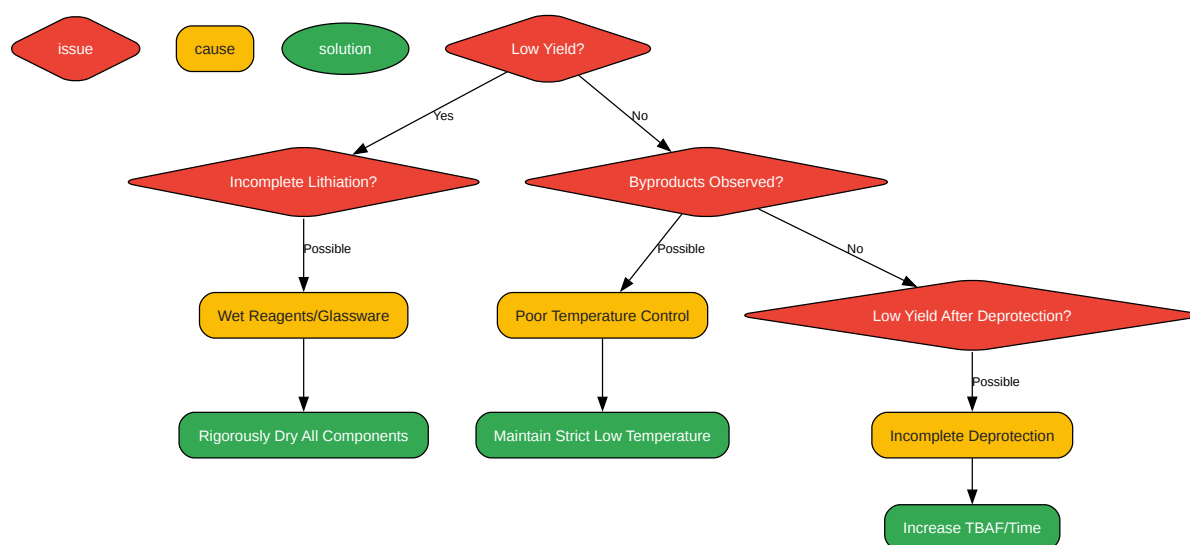 issue
cause
solution
Low Yield?
Yes
No
Incomplete Lithiation?
Byproducts Observed?
Possible
Possible
No
Wet Reagents/Glassware
Poor Temperature Control
Low Yield After Deprotection?
Possible
Rigorously Dry All Components
Maintain Strict Low Temperature
Incomplete Deprotection
Increase TBAF/Time